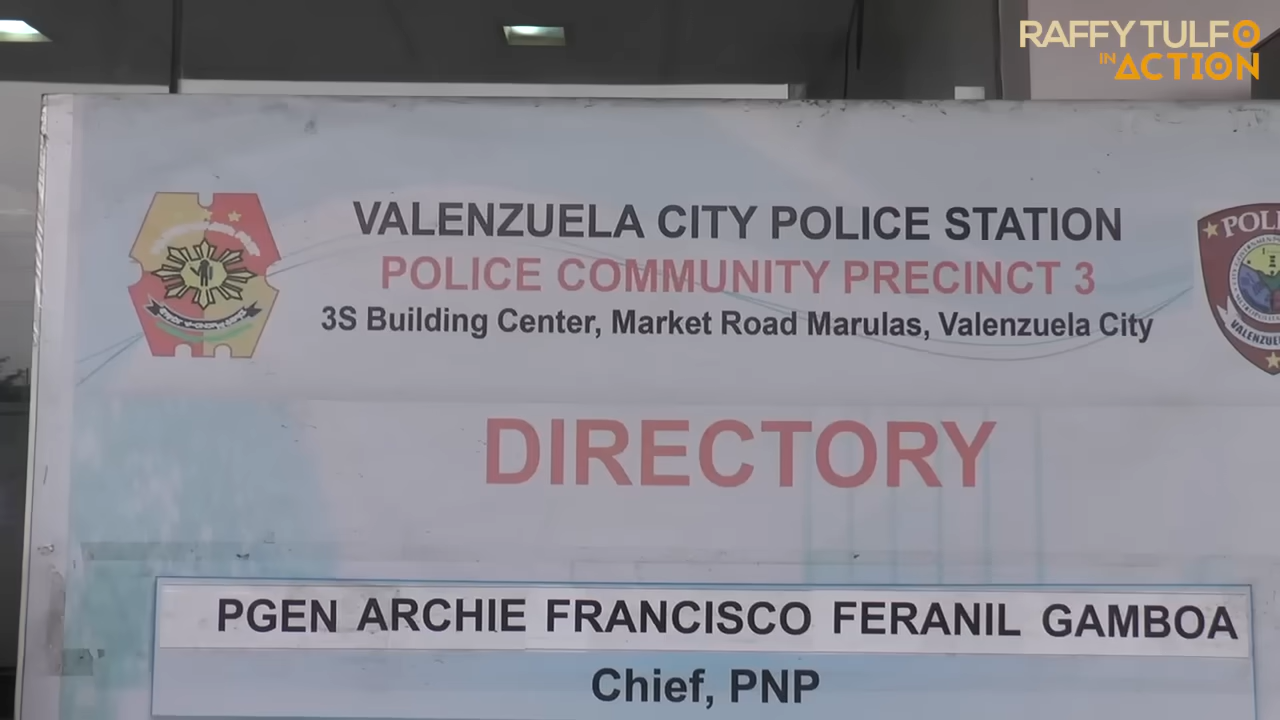 RAFFY TULFO
IN ACTION
VALENZUELA CITY POLICE STATION
POLICE COMMUNITY PRECINCT 3
3S Building Center, Market Road Marulas, Valenzuela City
DIRECTORY
PGEN ARCHIE FRANCISCO FERANIL GAMBOA
Chief, PNP